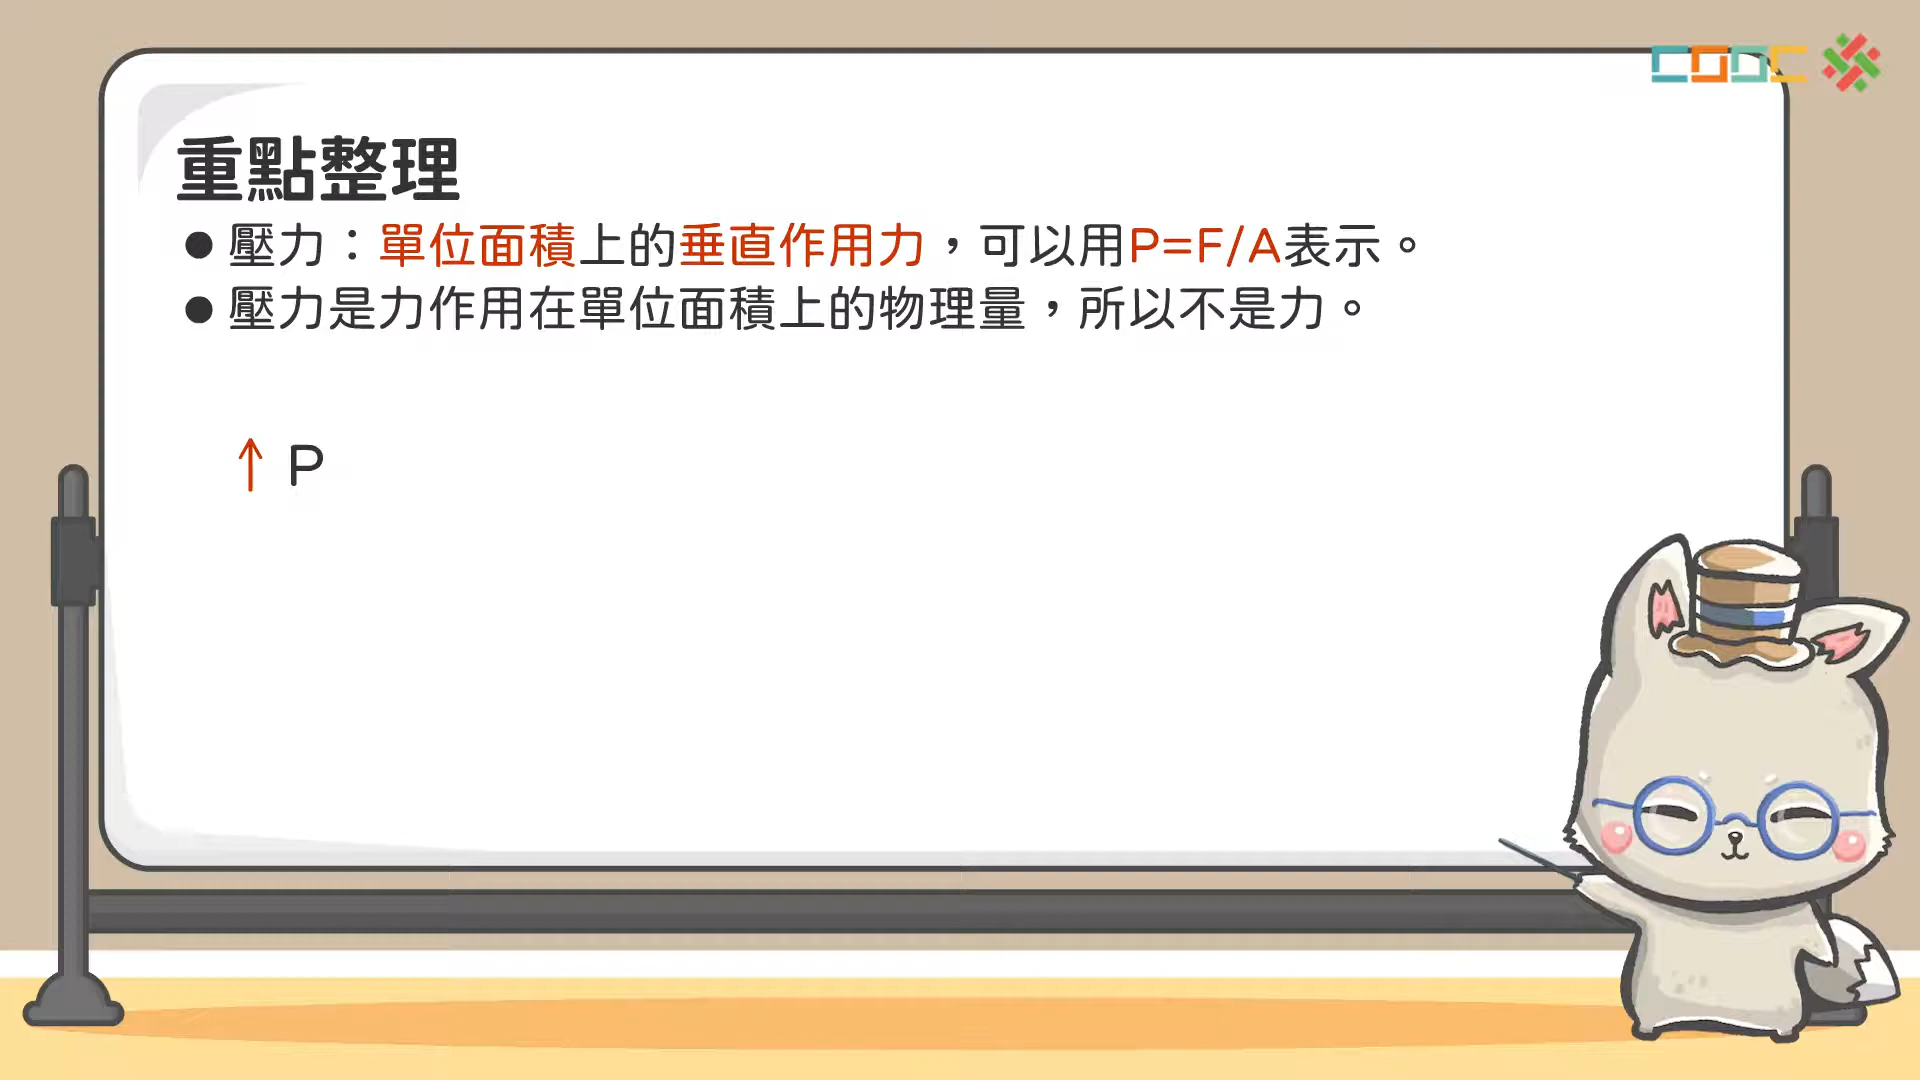 COOC
重點整理
●壓力：單位面積上的垂直作用力，可以用P=F/A表示。
●壓力是力作用在單位面積上的物理量，所以不是力。
↑ P